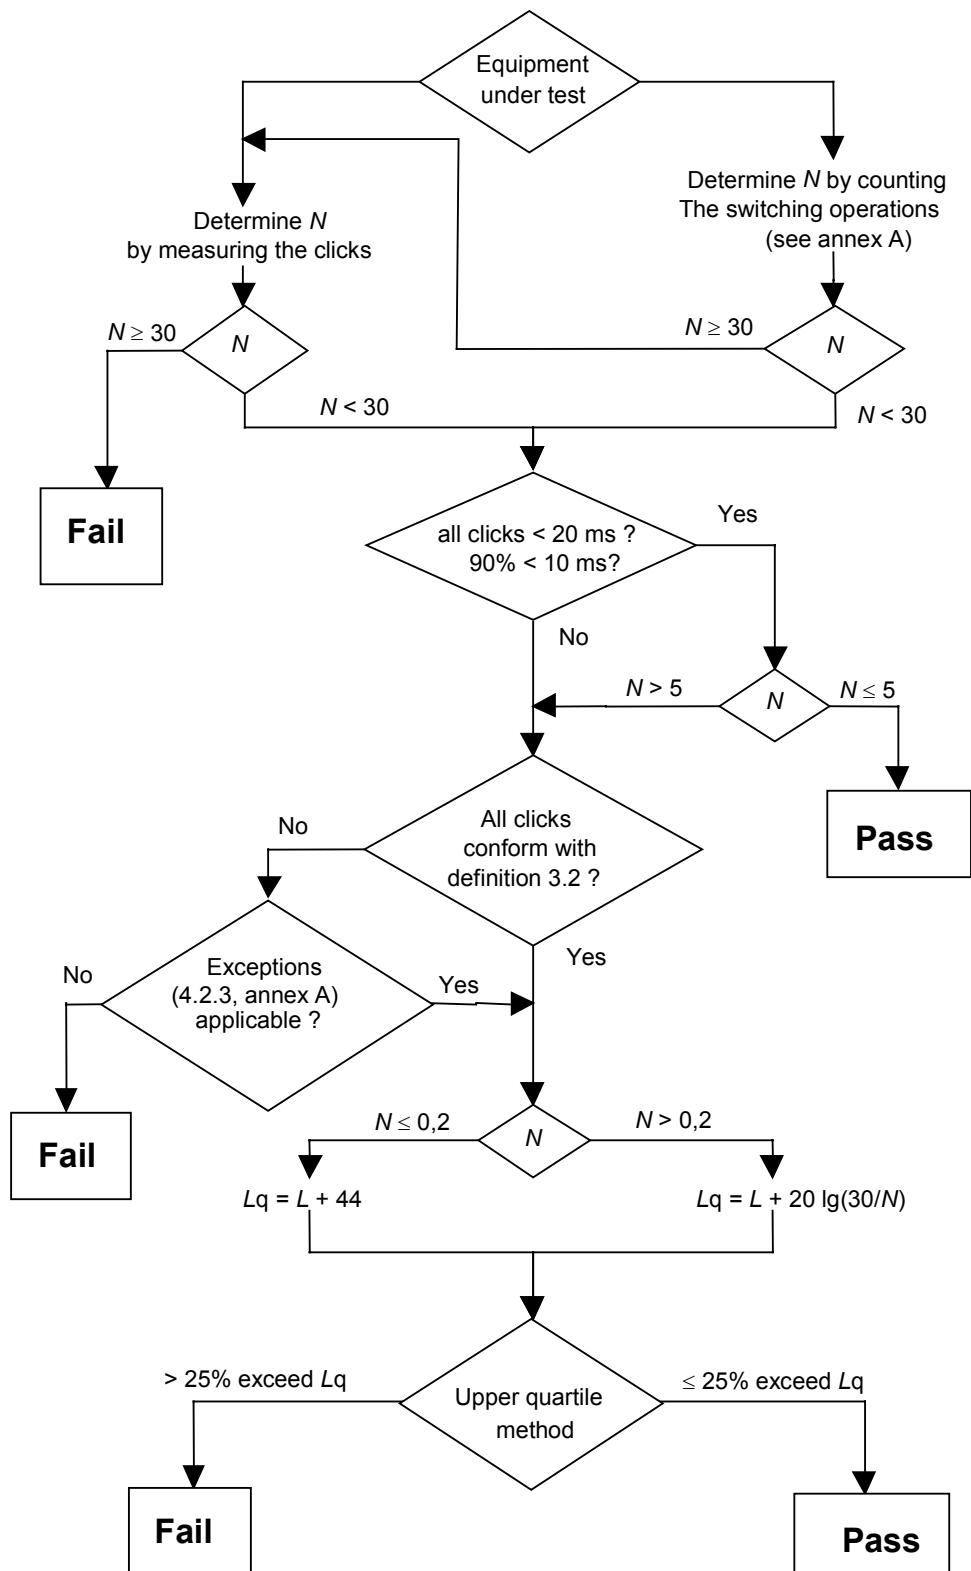 Equipment
under test
Determine N by counting
The switching operations
(see annex A)
Determine N
by measuring the clicks
N ≥ 30
N
N ≥ 30
N
N < 30
N < 30
Fail
all clicks < 20 ms ?
90% < 10 ms?
Yes
No
N > 5
N
N ≤ 5
Pass
All clicks
conform with
definition 3.2 ?
No
Yes
No
Exceptions
(4.2.3, annex A)
applicable ?
Yes
Fail
N ≤ 0,2
N
N > 0,2
Lq = L + 44
Lq = L + 20 lg(30/N)
> 25% exceed Lq
Upper quartile
method
≤ 25% exceed Lq
Fail
Pass